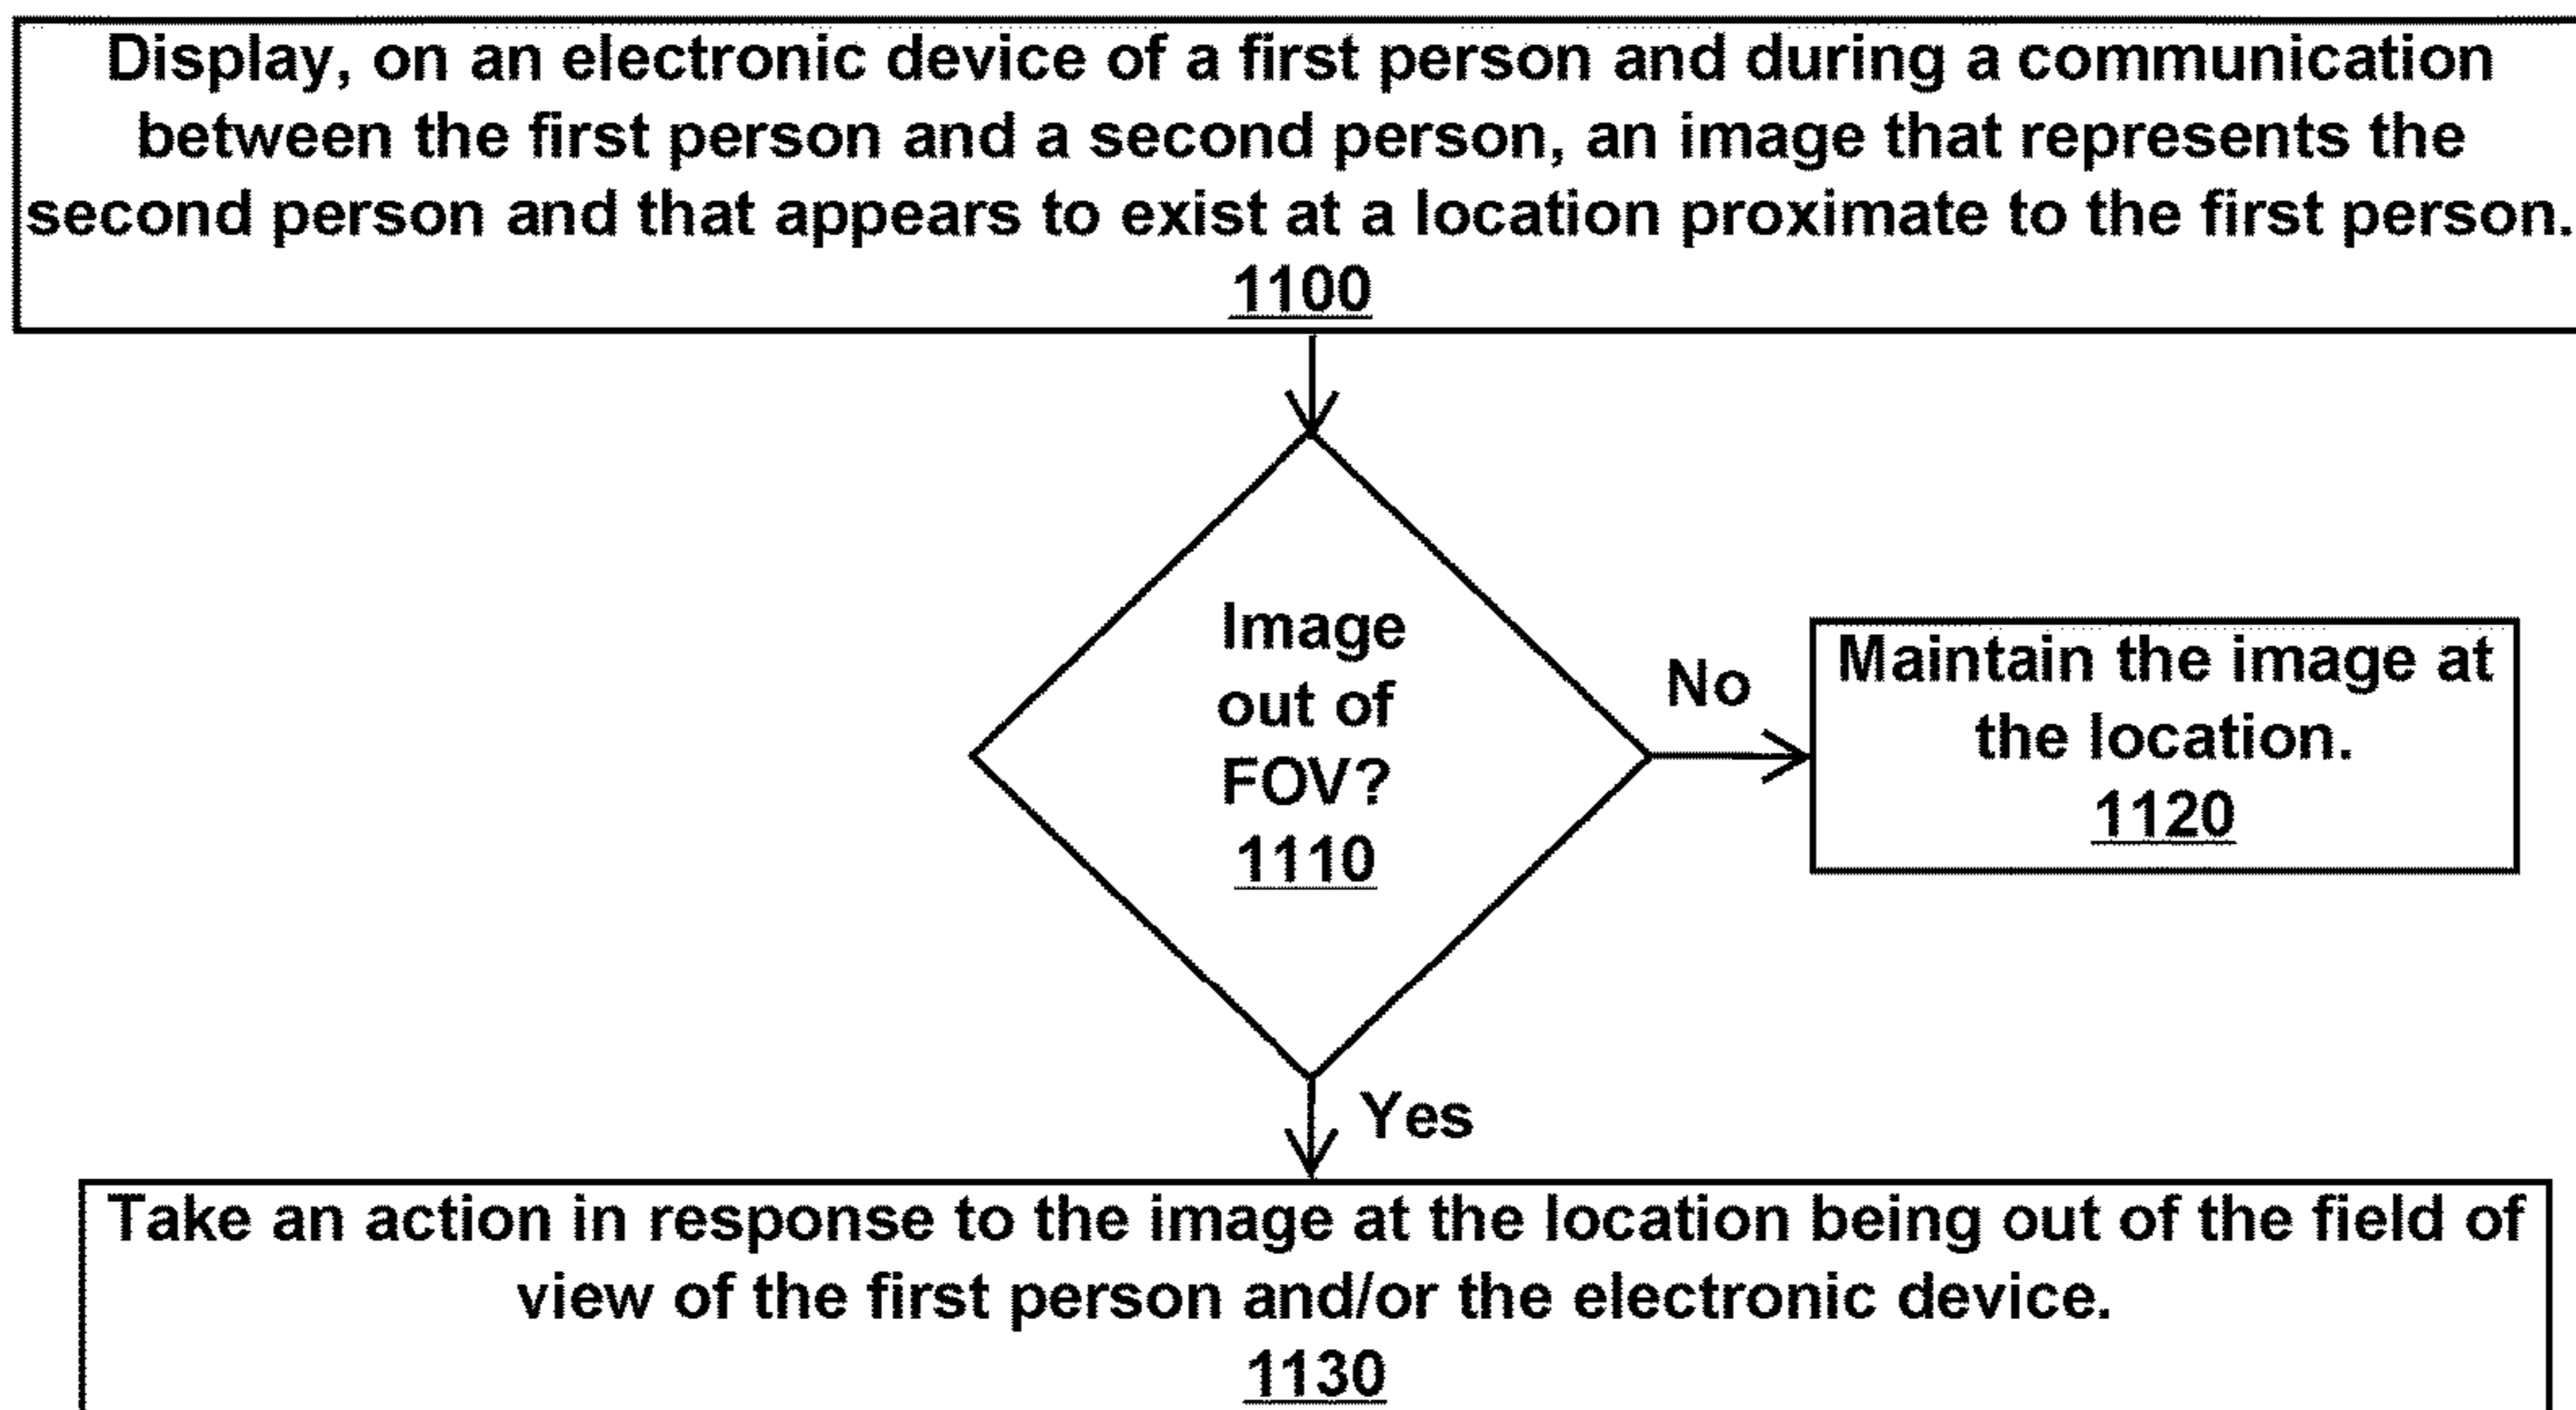 Display, on an electronic device of a first person and during a communication
between the first person and a second person, an image that represents the
second person and that appears to exist at a location proximate to the first person.
1100
Image
out of
FOV?
1110
No
Maintain the image at
the location.
1120
Yes
Take an action in response to the image at the location being out of the field of
view of the first person and/or the electronic device.
1130